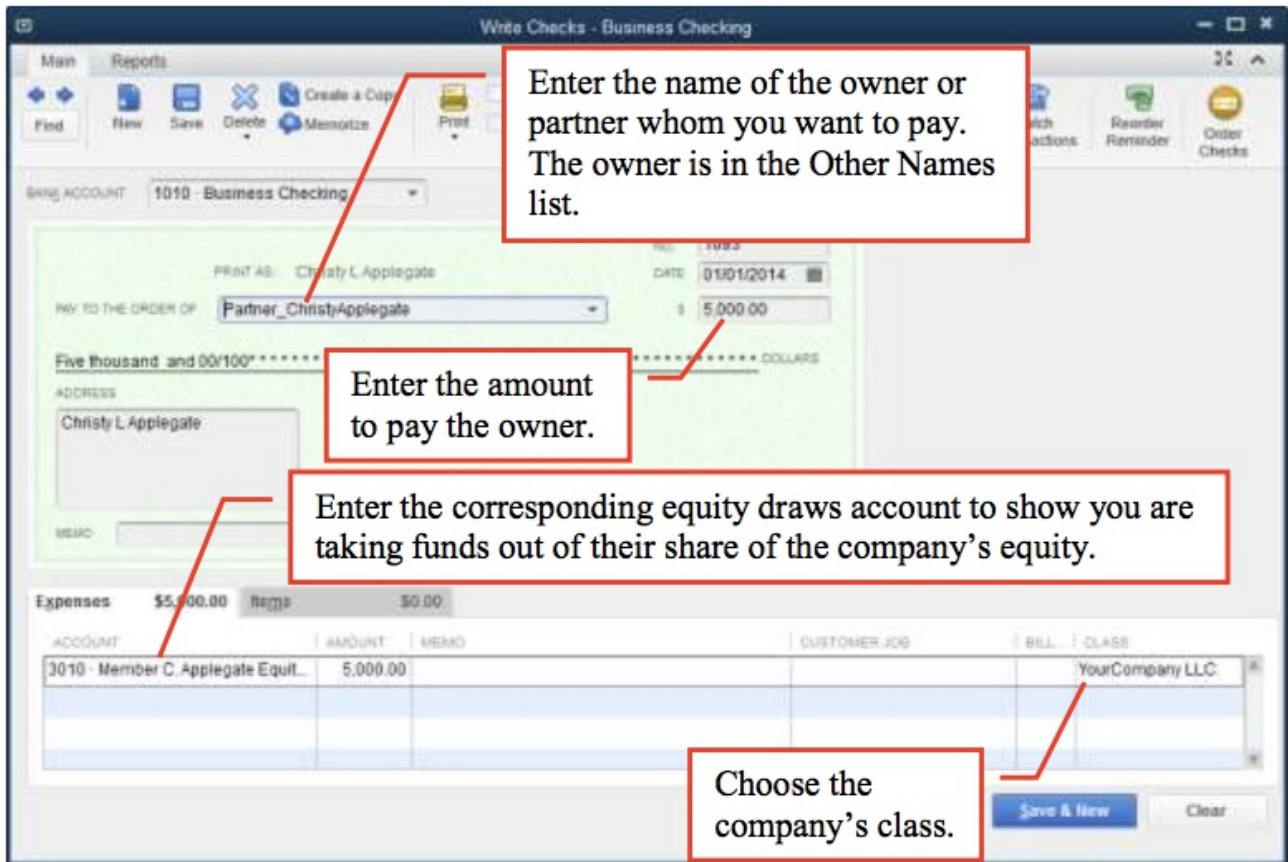 Write Checks - Business Checking
Main Reports
Enter the name of the owner or
partner whom you want to pay.
The owner is in the Other Names
list.
Find New Save Delete Create a Copy
Memorize
Print
Reorder
Reminder
Order
Checks
BANK ACCOUNT 1010 · Business Checking
1093
PRINT AS: Christy L Applegate
DATE 01/01/2014
PAY TO THE ORDER OF Partner_ChristyApplegate $ 5,000.00
Five thousand and 00/100* * * * * * DOLLARS
Enter the amount
to pay the owner.
ADDRESS
Christy L Applegate
Enter the corresponding equity draws account to show you are
taking funds out of their share of the company’s equity.
MEMO
Expenses $5,000.00 Items $0.00
ACCOUNT AMOUNT MEMO CUSTOMER:JOB BILL... CLASS
3010 · Member C. Applegate Equit... 5,000.00 YourCompany LLC
Choose the
company’s class.
Save & New Clear